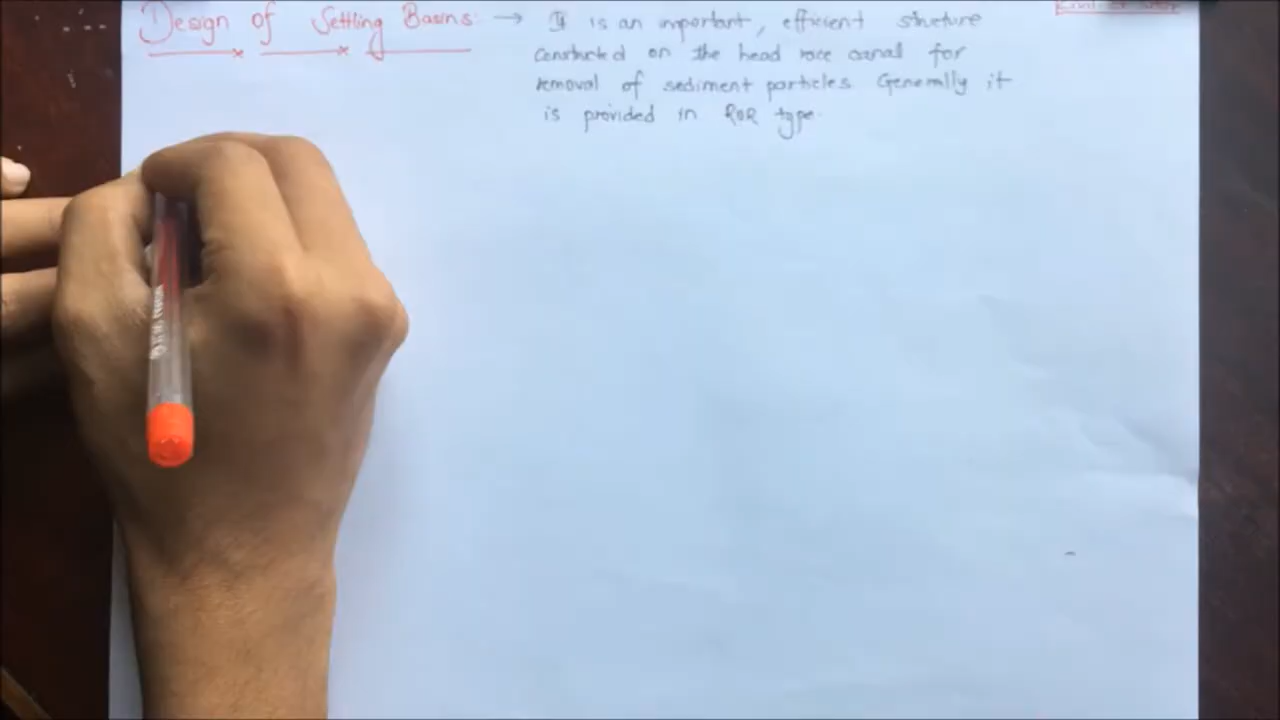 Design of Settling Basins: → It is an important, efficient structure
constructed on the head race canal for
removal of sediment particles. Generally it
is provided in ROR type.